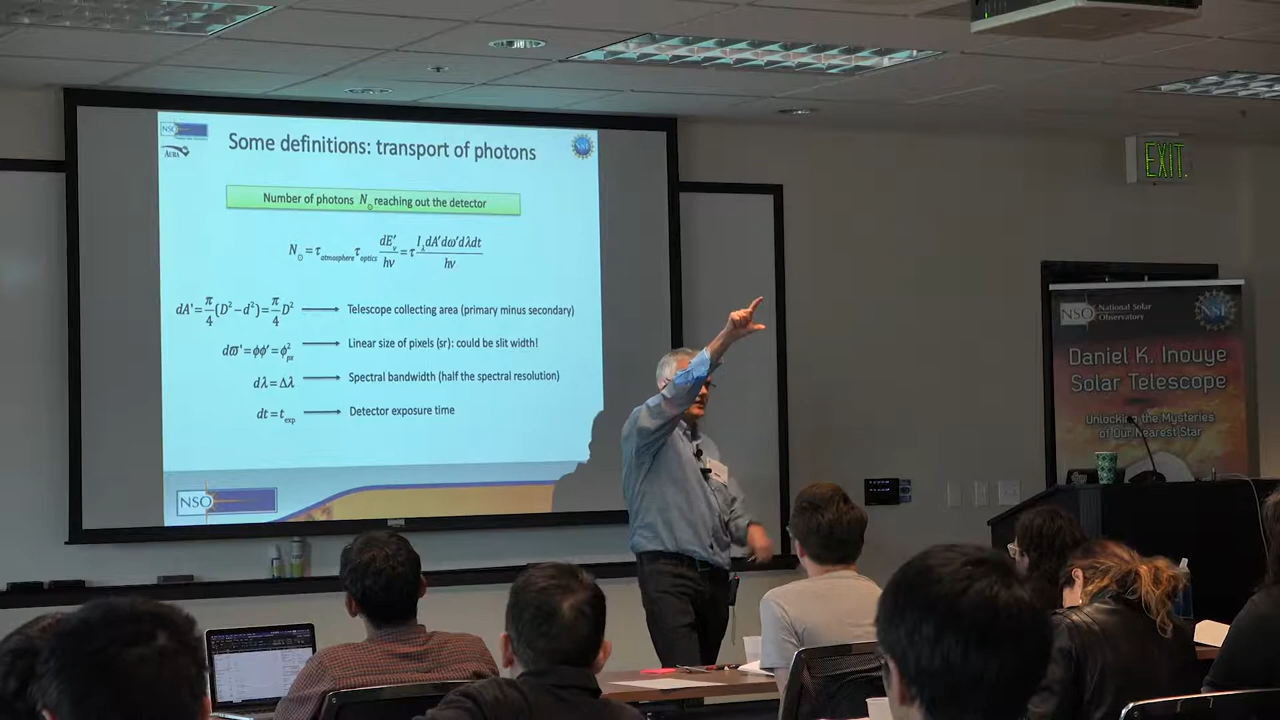 NSO
AURA
NSF
Some definitions: transport of photons
Number of photons N⊙ reaching out the detector
N⊙ = τatmosphere τoptics dE'ν / hν = τ Iλ dA' dω' dλ dt / hν
dA' = π/4 (D² − d²) = π/4 D² → Telescope collecting area (primary minus secondary)
dϖ' = ϕϕ' = ϕ²px → Linear size of pixels (sr): could be slit width!
dλ = Δλ → Spectral bandwidth (half the spectral resolution)
dt = texp → Detector exposure time
NSO
EXIT
NSO National Solar
Observatory
NSF
Daniel K. Inouye
Solar Telescope
Unlocking the Mysteries
of Our Nearest Star